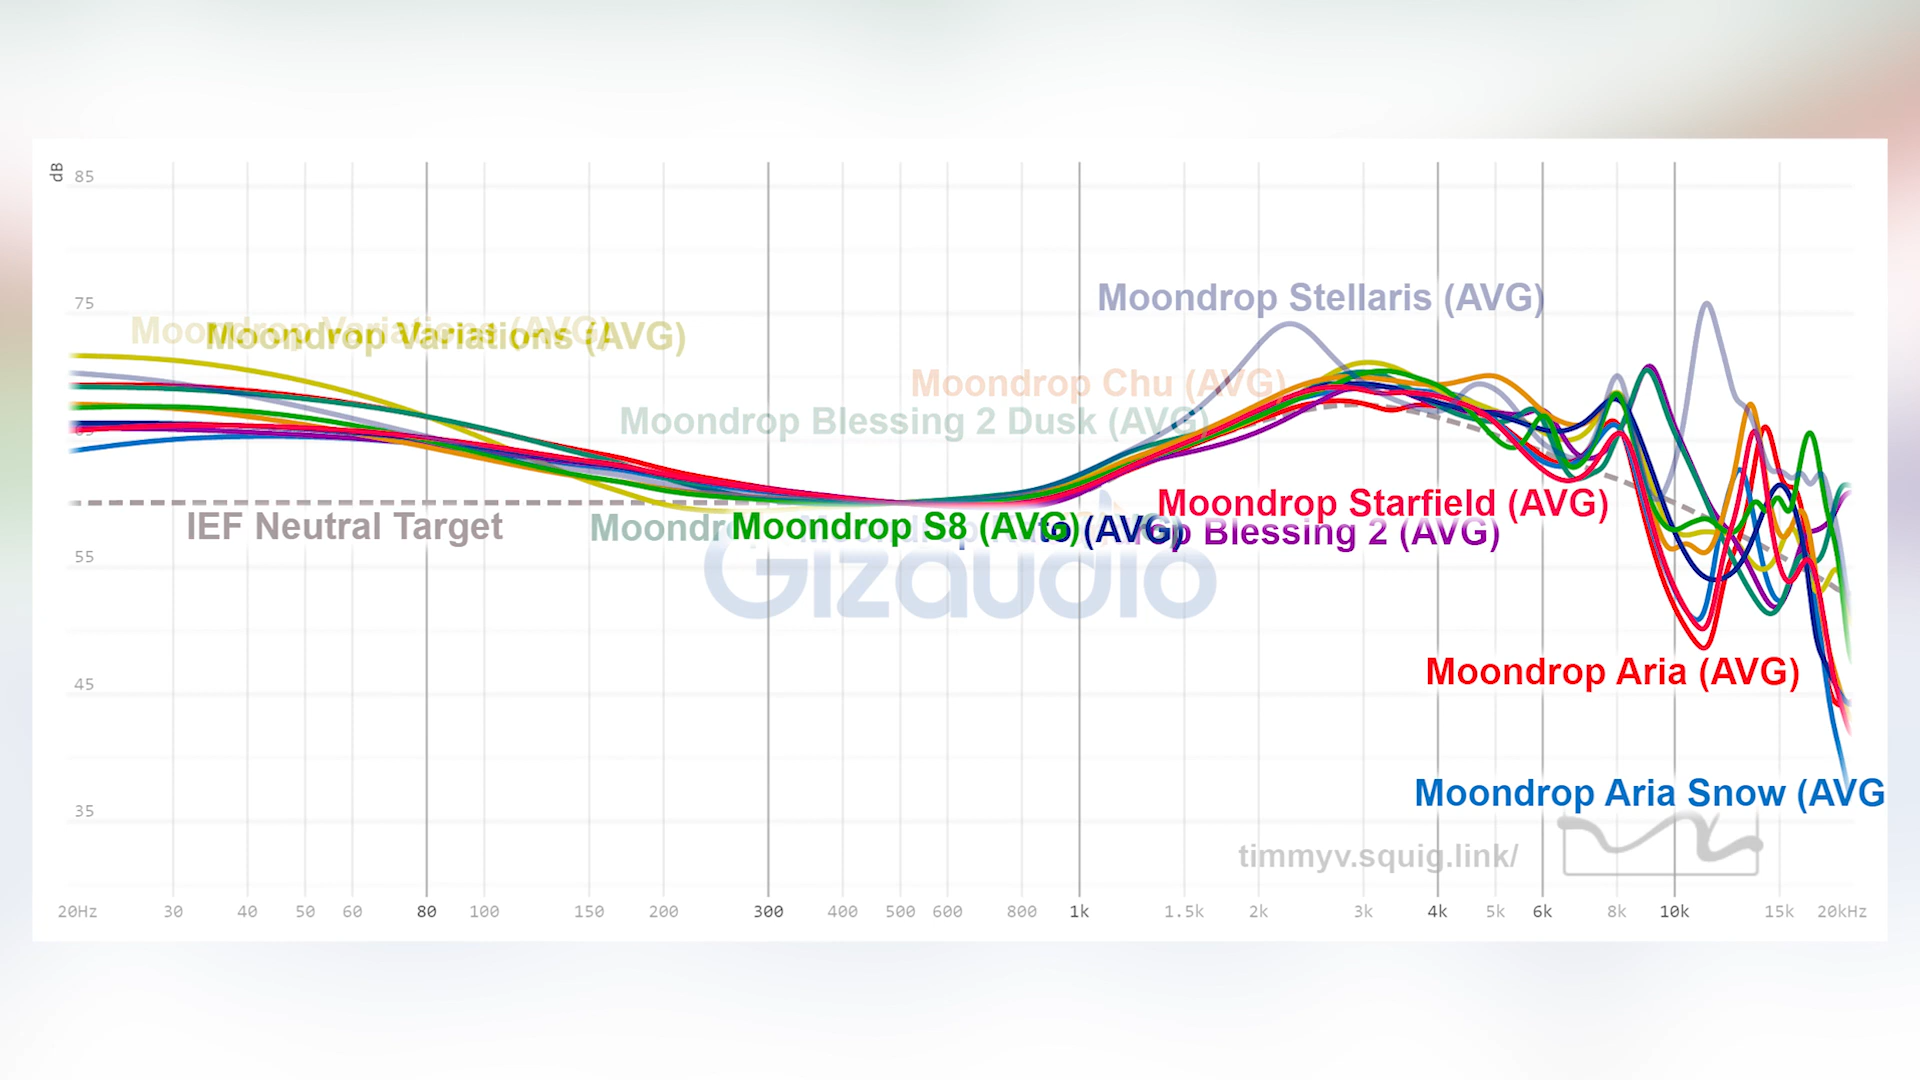 dB
85
75
Moondrop Stellaris (AVG)
Moondrop Variations (AVG)
Moondrop Chu (AVG)
Moondrop Blessing 2 Dusk (AVG)
65
Moondrop Starfield (AVG)
IEF Neutral Target
Moondrop S8 (AVG)
(AVG)
Blessing 2 (AVG)
55
Gizaudio
Moondrop Aria (AVG)
45
Moondrop Aria Snow (AVG
35
timmyv.squig.link/
20Hz 30 40 50 60 80 100 150 200 300 400 500 600 800 1k 1.5k 2k 3k 4k 5k 6k 8k 10k 15k 20kHz